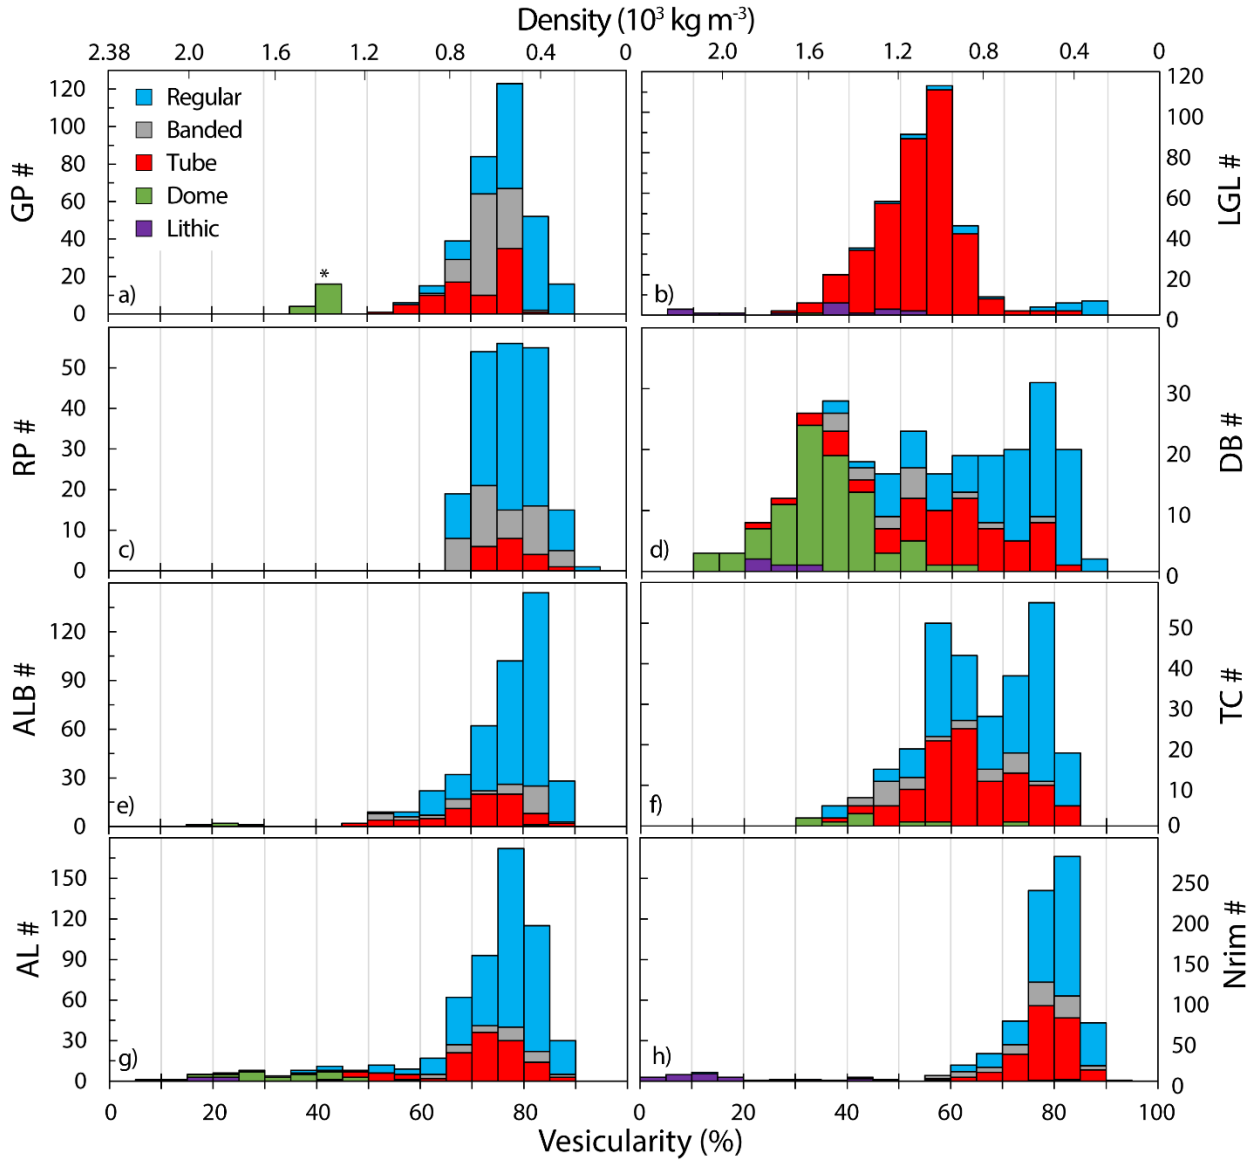 Density (10³ kg m⁻³)
2.38 2.0 1.6 1.2 0.8 0.4 0
2.0 1.6 1.2 0.8 0.4 0
GP #
120
100
80
60
40
20
0
Regular
Banded
Tube
Dome
Lithic
*
a)
LGL #
120
100
80
60
40
20
0
b)
RP #
50
40
30
20
10
0
c)
DB #
30
20
10
0
d)
ALB #
120
90
60
30
0
e)
TC #
50
40
30
20
10
0
f)
AL #
150
120
90
60
30
0
g)
Nrim #
250
200
150
100
50
0
h)
0 20 40 60 80
0 20 40 60 80 100
Vesicularity (%)